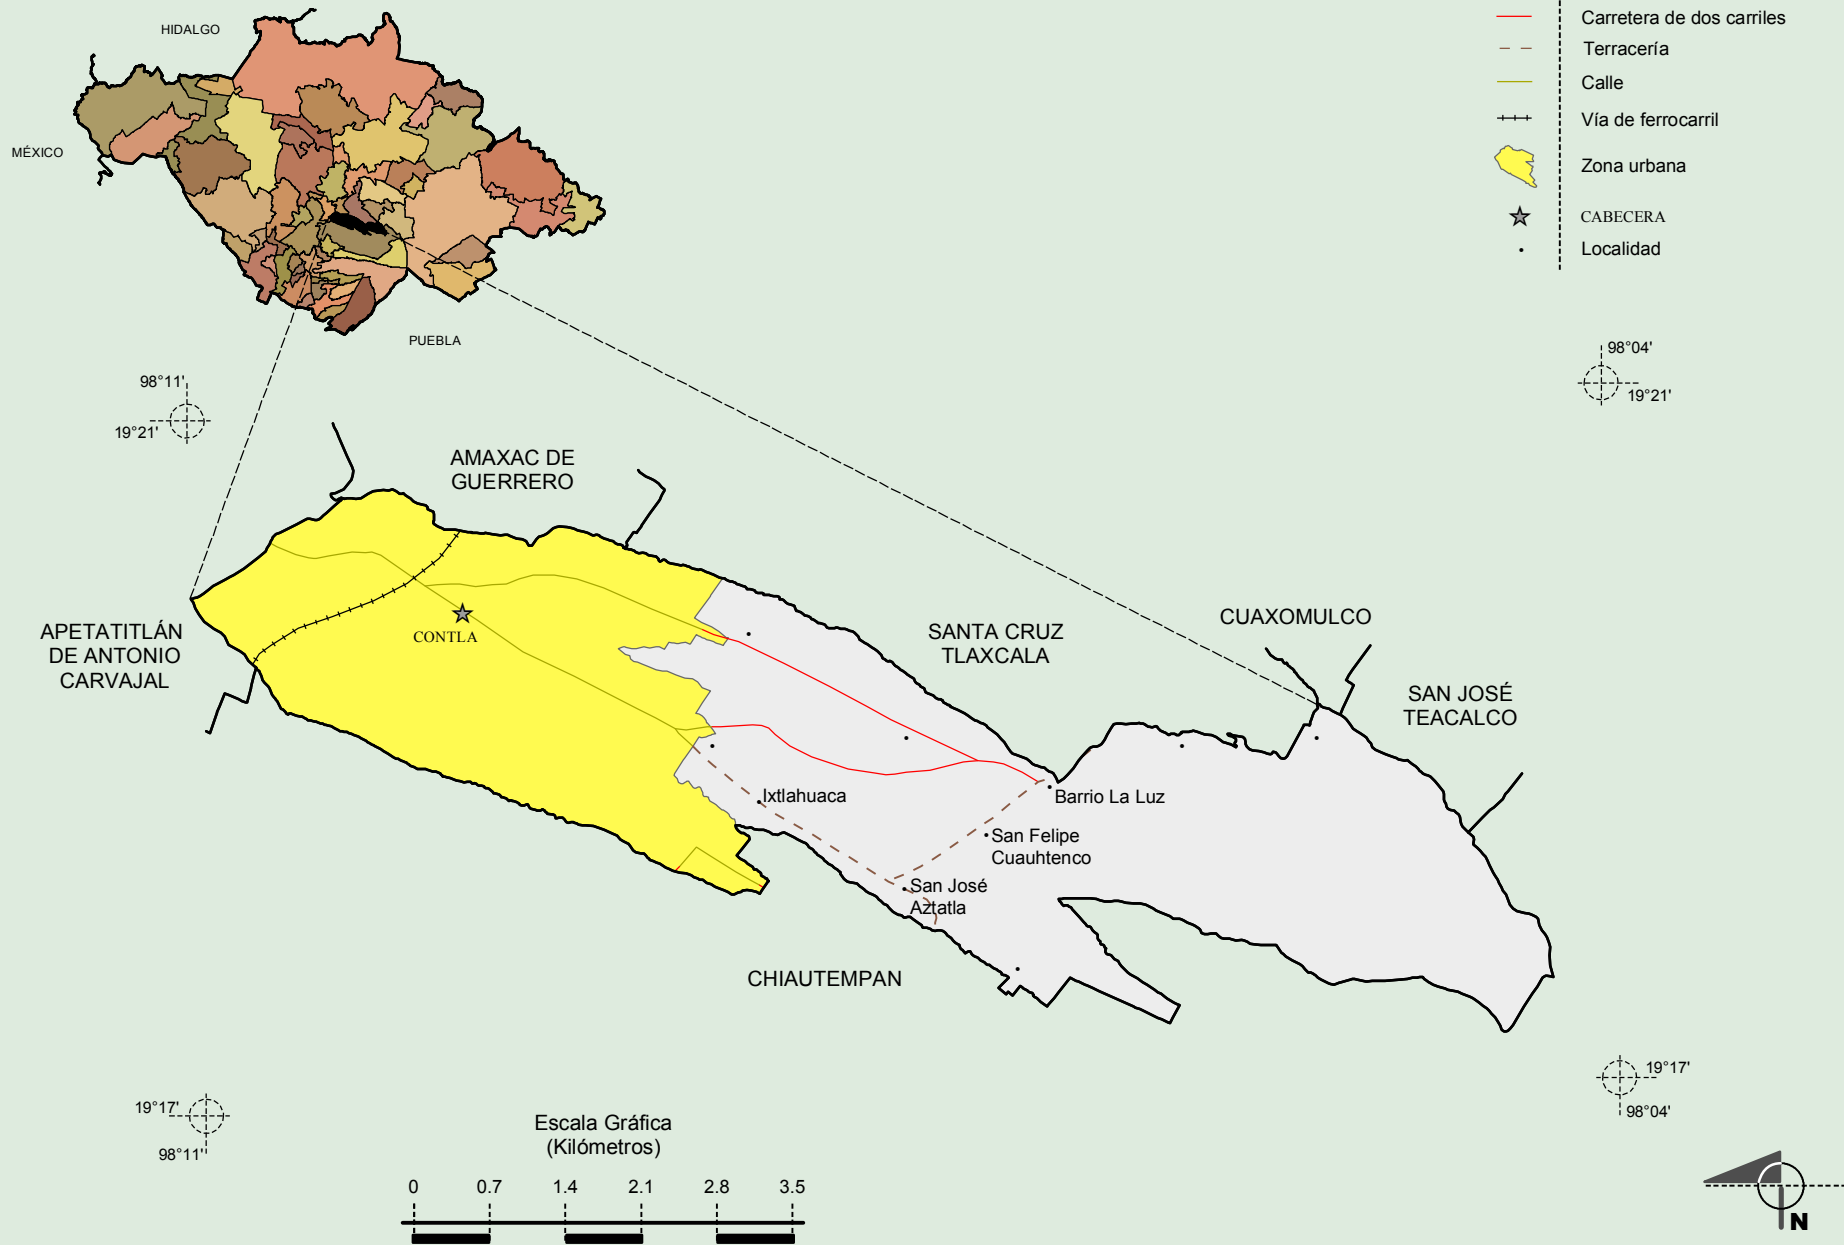 HIDALGO
MÉXICO
PUEBLA
Carretera de dos carriles
Terracería
Calle
Vía de ferrocarril
Zona urbana
CABECERA
Localidad
98°11'
19°21'
98°04'
19°21'
AMAXAC DE
GUERRERO
APETATITLÁN
DE ANTONIO
CARVAJAL
CONTLA
SANTA CRUZ
TLAXCALA
CUAXOMULCO
SAN JOSÉ
TEACALCO
Ixtlahuaca
Barrio La Luz
San Felipe
Cuauhtenco
San José
Aztatla
CHIAUTEMPAN
19°17'
98°11'
19°17'
98°04'
Escala Gráfica
(Kilómetros)
0 0.7 1.4 2.1 2.8 3.5
N